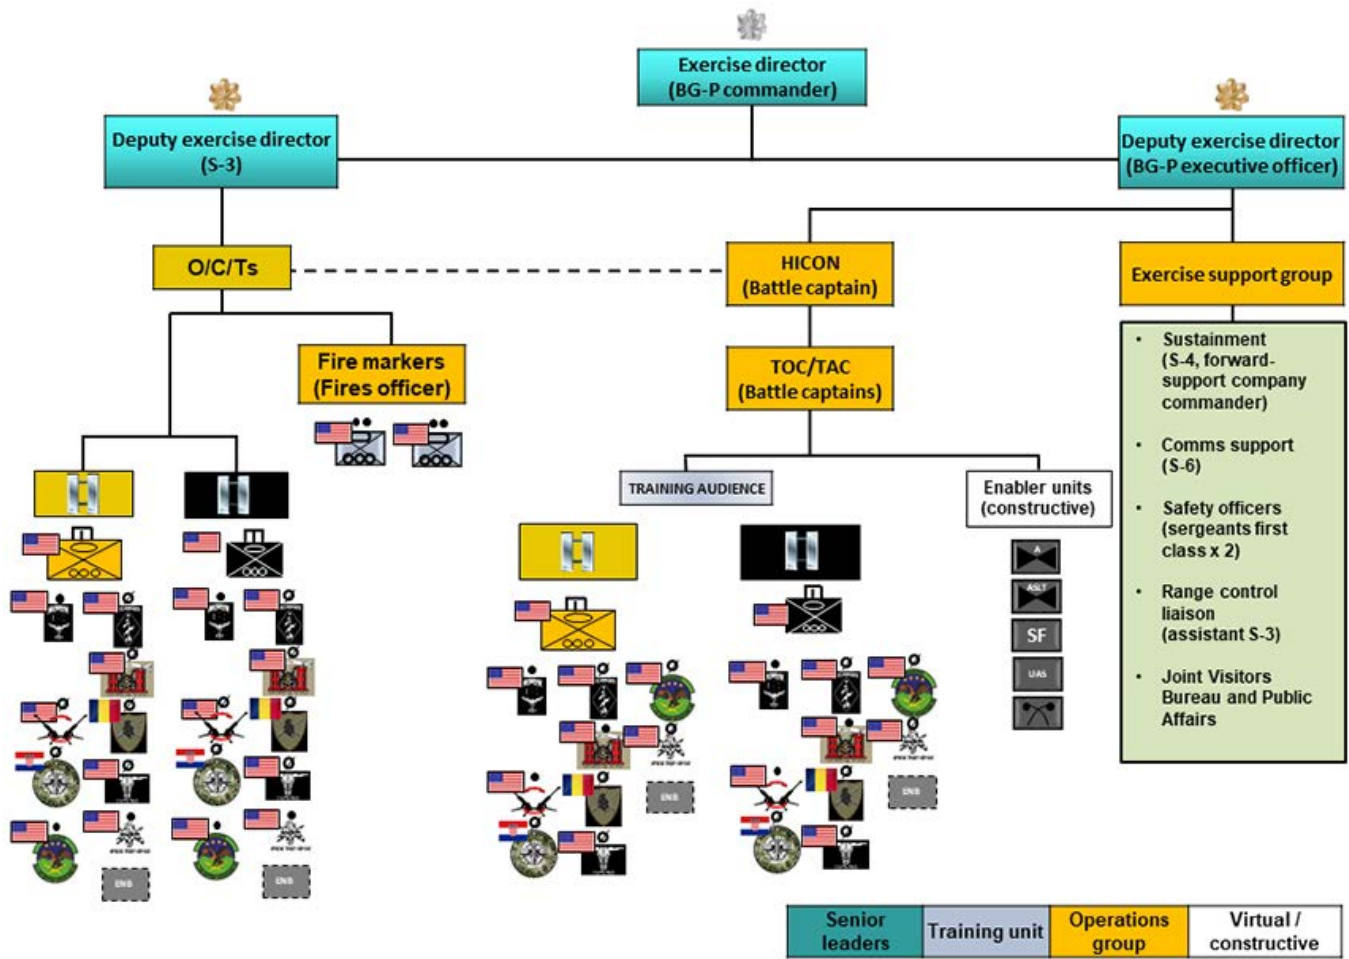 Exercise director
(BG-P commander)
Deputy exercise director
(S-3)
Deputy exercise director
(BG-P executive officer)
O/C/Ts
HICON
(Battle captain)
Exercise support group
Fire markers
(Fires officer)
TOC/TAC
(Battle captains)
TRAINING AUDIENCE
Enabler units
(constructive)
• Sustainment
(S-4, forward-
support company
commander)
• Comms support
(S-6)
• Safety officers
(sergeants first
class x 2)
• Range control
liaison
(assistant S-3)
• Joint Visitors
Bureau and Public
Affairs
A
ASLT
SF
UAS
ENB
ENB
ENB
ENB
Senior
leaders
Training unit
Operations
group
Virtual /
constructive